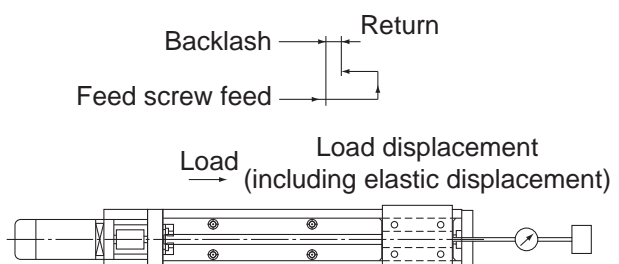 Backlash
Return
Feed screw feed
Load
Load displacement
(including elastic displacement)